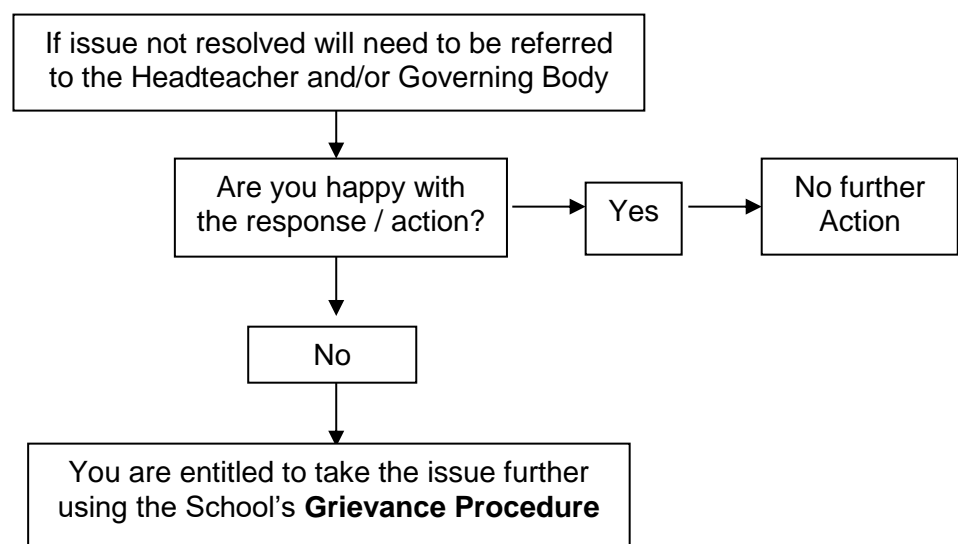 If issue not resolved will need to be referred
to the Headteacher and/or Governing Body
Are you happy with
the response / action?
Yes
No further
Action
No
You are entitled to take the issue further
using the School’s Grievance Procedure